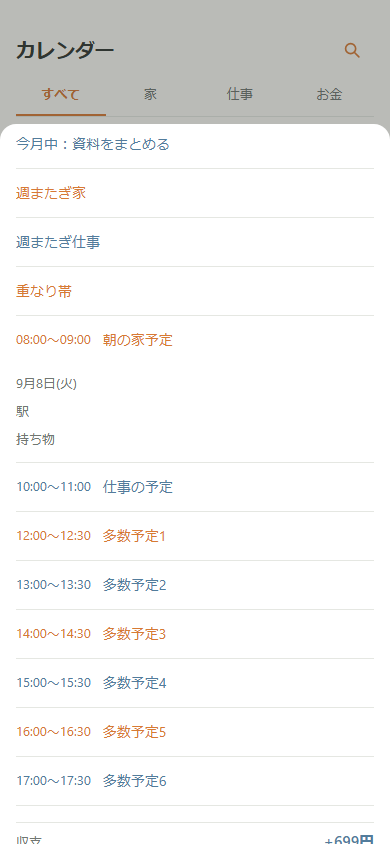 カレンダー
すべて 家 仕事 お金
今月中：資料をまとめる
週またぎ家
週またぎ仕事
重なり帯
08:00～09:00 朝の家予定
9月8日(火)
駅
持ち物
10:00～11:00 仕事の予定
12:00～12:30 多数予定1
13:00～13:30 多数予定2
14:00～14:30 多数予定3
15:00～15:30 多数予定4
16:00～16:30 多数予定5
17:00～17:30 多数予定6
収支 +699円